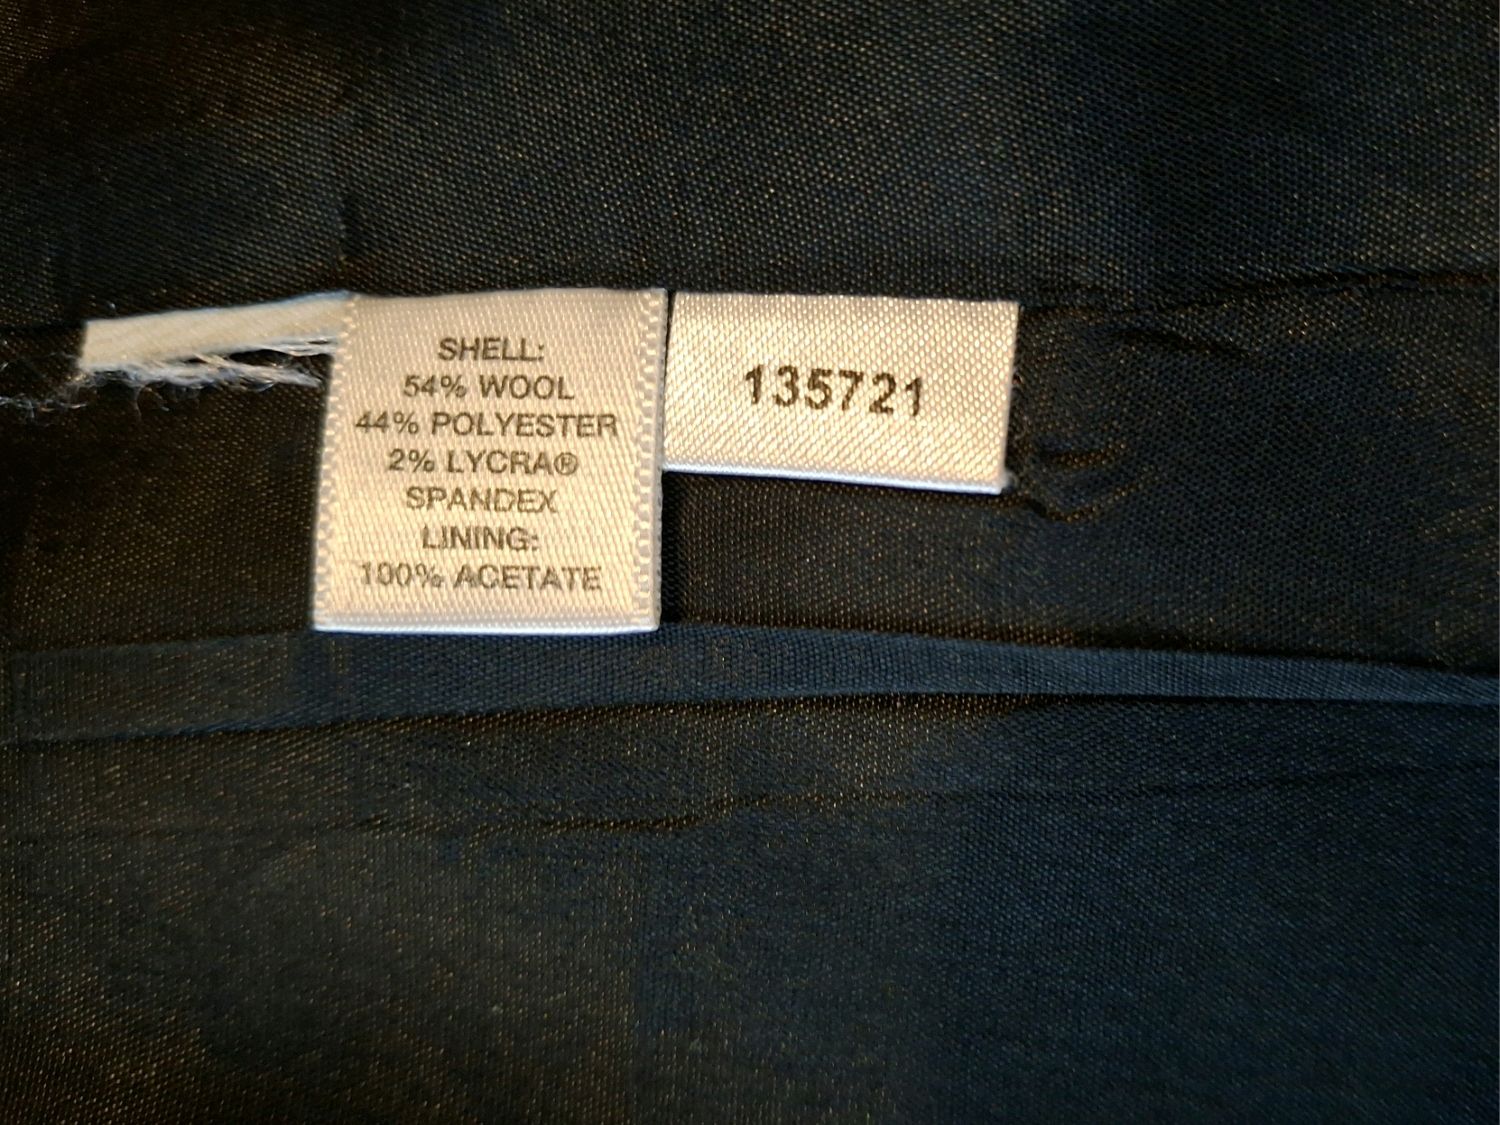 SHELL:
54% WOOL
44% POLYESTER
2% LYCRA®
SPANDEX
LINING:
100% ACETATE
135721